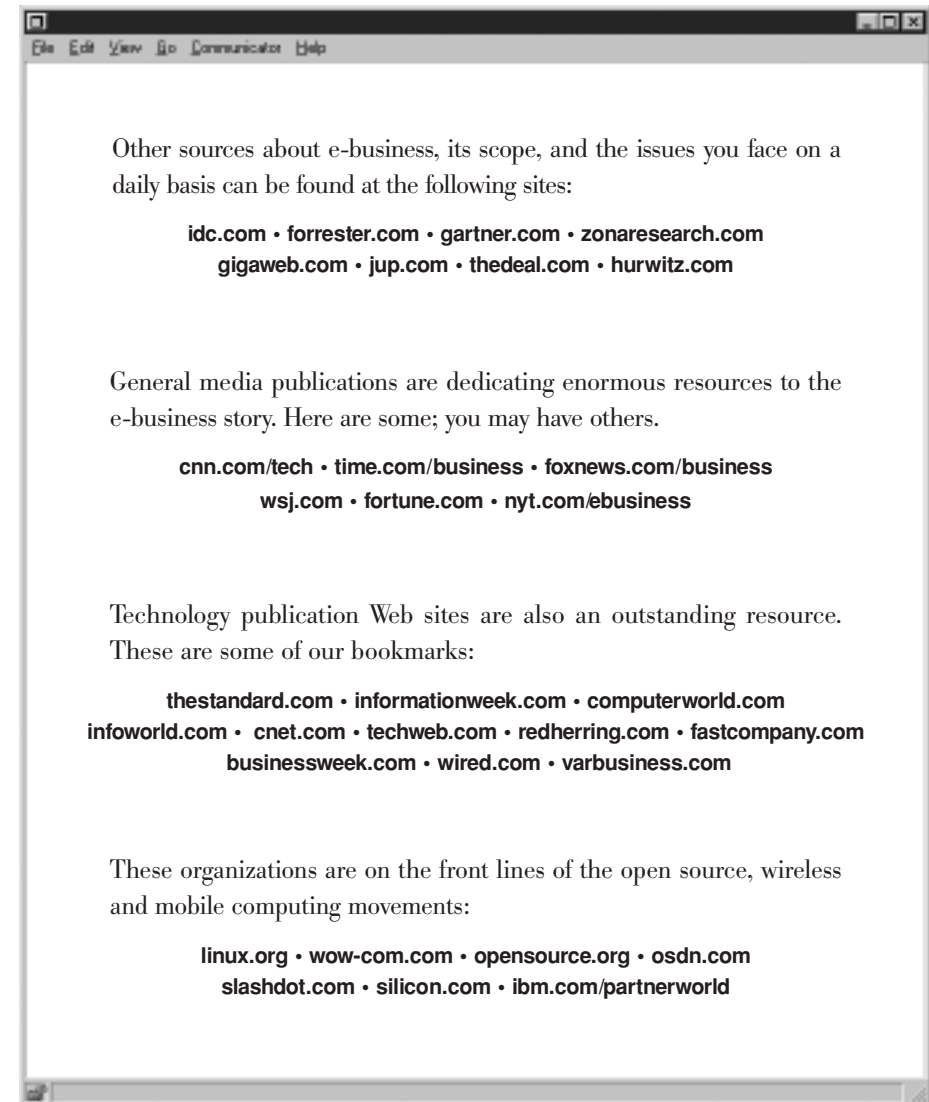 File Edit View Go Communicator Help
Other sources about e-business, its scope, and the issues you face on a
daily basis can be found at the following sites:
idc.com • forrester.com • gartner.com • zonaresearch.com
gigaweb.com • jup.com • thedeal.com • hurwitz.com
General media publications are dedicating enormous resources to the
e-business story. Here are some; you may have others.
cnn.com/tech • time.com/business • foxnews.com/business
wsj.com • fortune.com • nyt.com/ebusiness
Technology publication Web sites are also an outstanding resource.
These are some of our bookmarks:
thestandard.com • informationweek.com • computerworld.com
infoworld.com • cnet.com • techweb.com • redherring.com • fastcompany.com
businessweek.com • wired.com • varbusiness.com
These organizations are on the front lines of the open source, wireless
and mobile computing movements:
linux.org • wow-com.com • opensource.org • osdn.com
slashdot.com • silicon.com • ibm.com/partnerworld